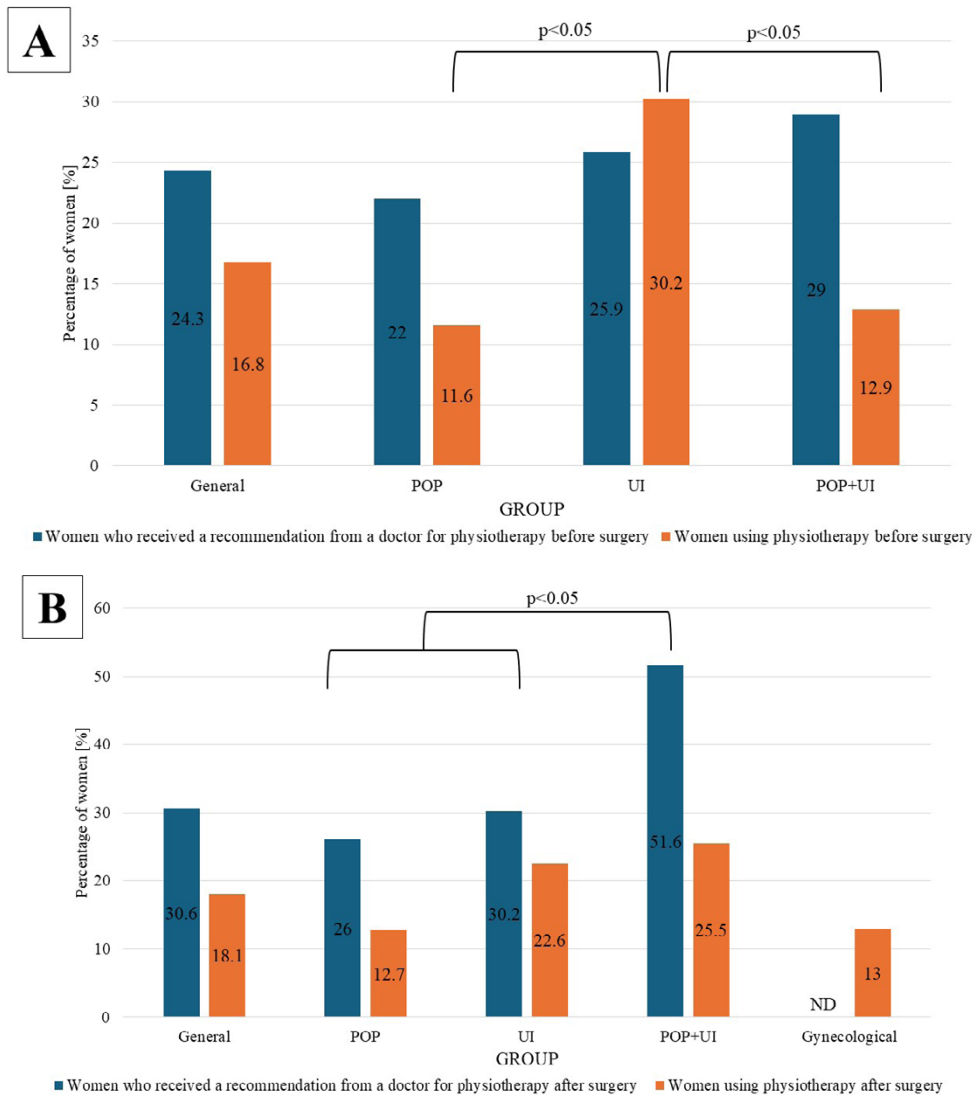 A
p<0.05
p<0.05
Percentage of women [%]
35
30
25
20
15
10
5
0
24.3
16.8
22
11.6
25.9
30.2
29
12.9
General
POP
UI
POP+UI
GROUP
Women who received a recommendation from a doctor for physiotherapy before surgery
Women using physiotherapy before surgery
B
p<0.05
Percentage of women [%]
60
50
40
30
20
10
0
30.6
18.1
26
12.7
30.2
22.6
51.6
25.5
ND
13
General
POP
UI
POP+UI
Gynecological
GROUP
Women who received a recommendation from a doctor for physiotherapy after surgery
Women using physiotherapy after surgery